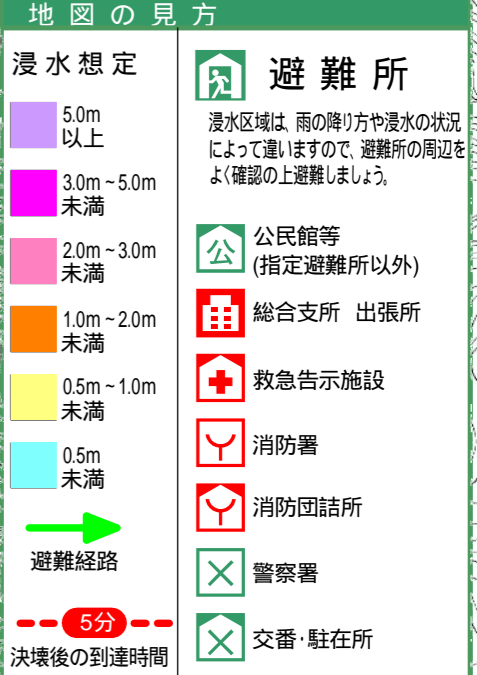 地図の見方
浸水想定
5.0m
以上
3.0m~5.0m
未満
2.0m~3.0m
未満
1.0m~2.0m
未満
0.5m~1.0m
未満
0.5m
未満
避難経路
5分
決壊後の到達時間
避難所
浸水区域は、雨の降り方や浸水の状況
によって違いますので、避難所の周辺を
よく確認の上避難しましょう。
公
公民館等
(指定避難所以外)
総合支所 出張所
救急告示施設
消防署
消防団詰所
警察署
交番・駐在所